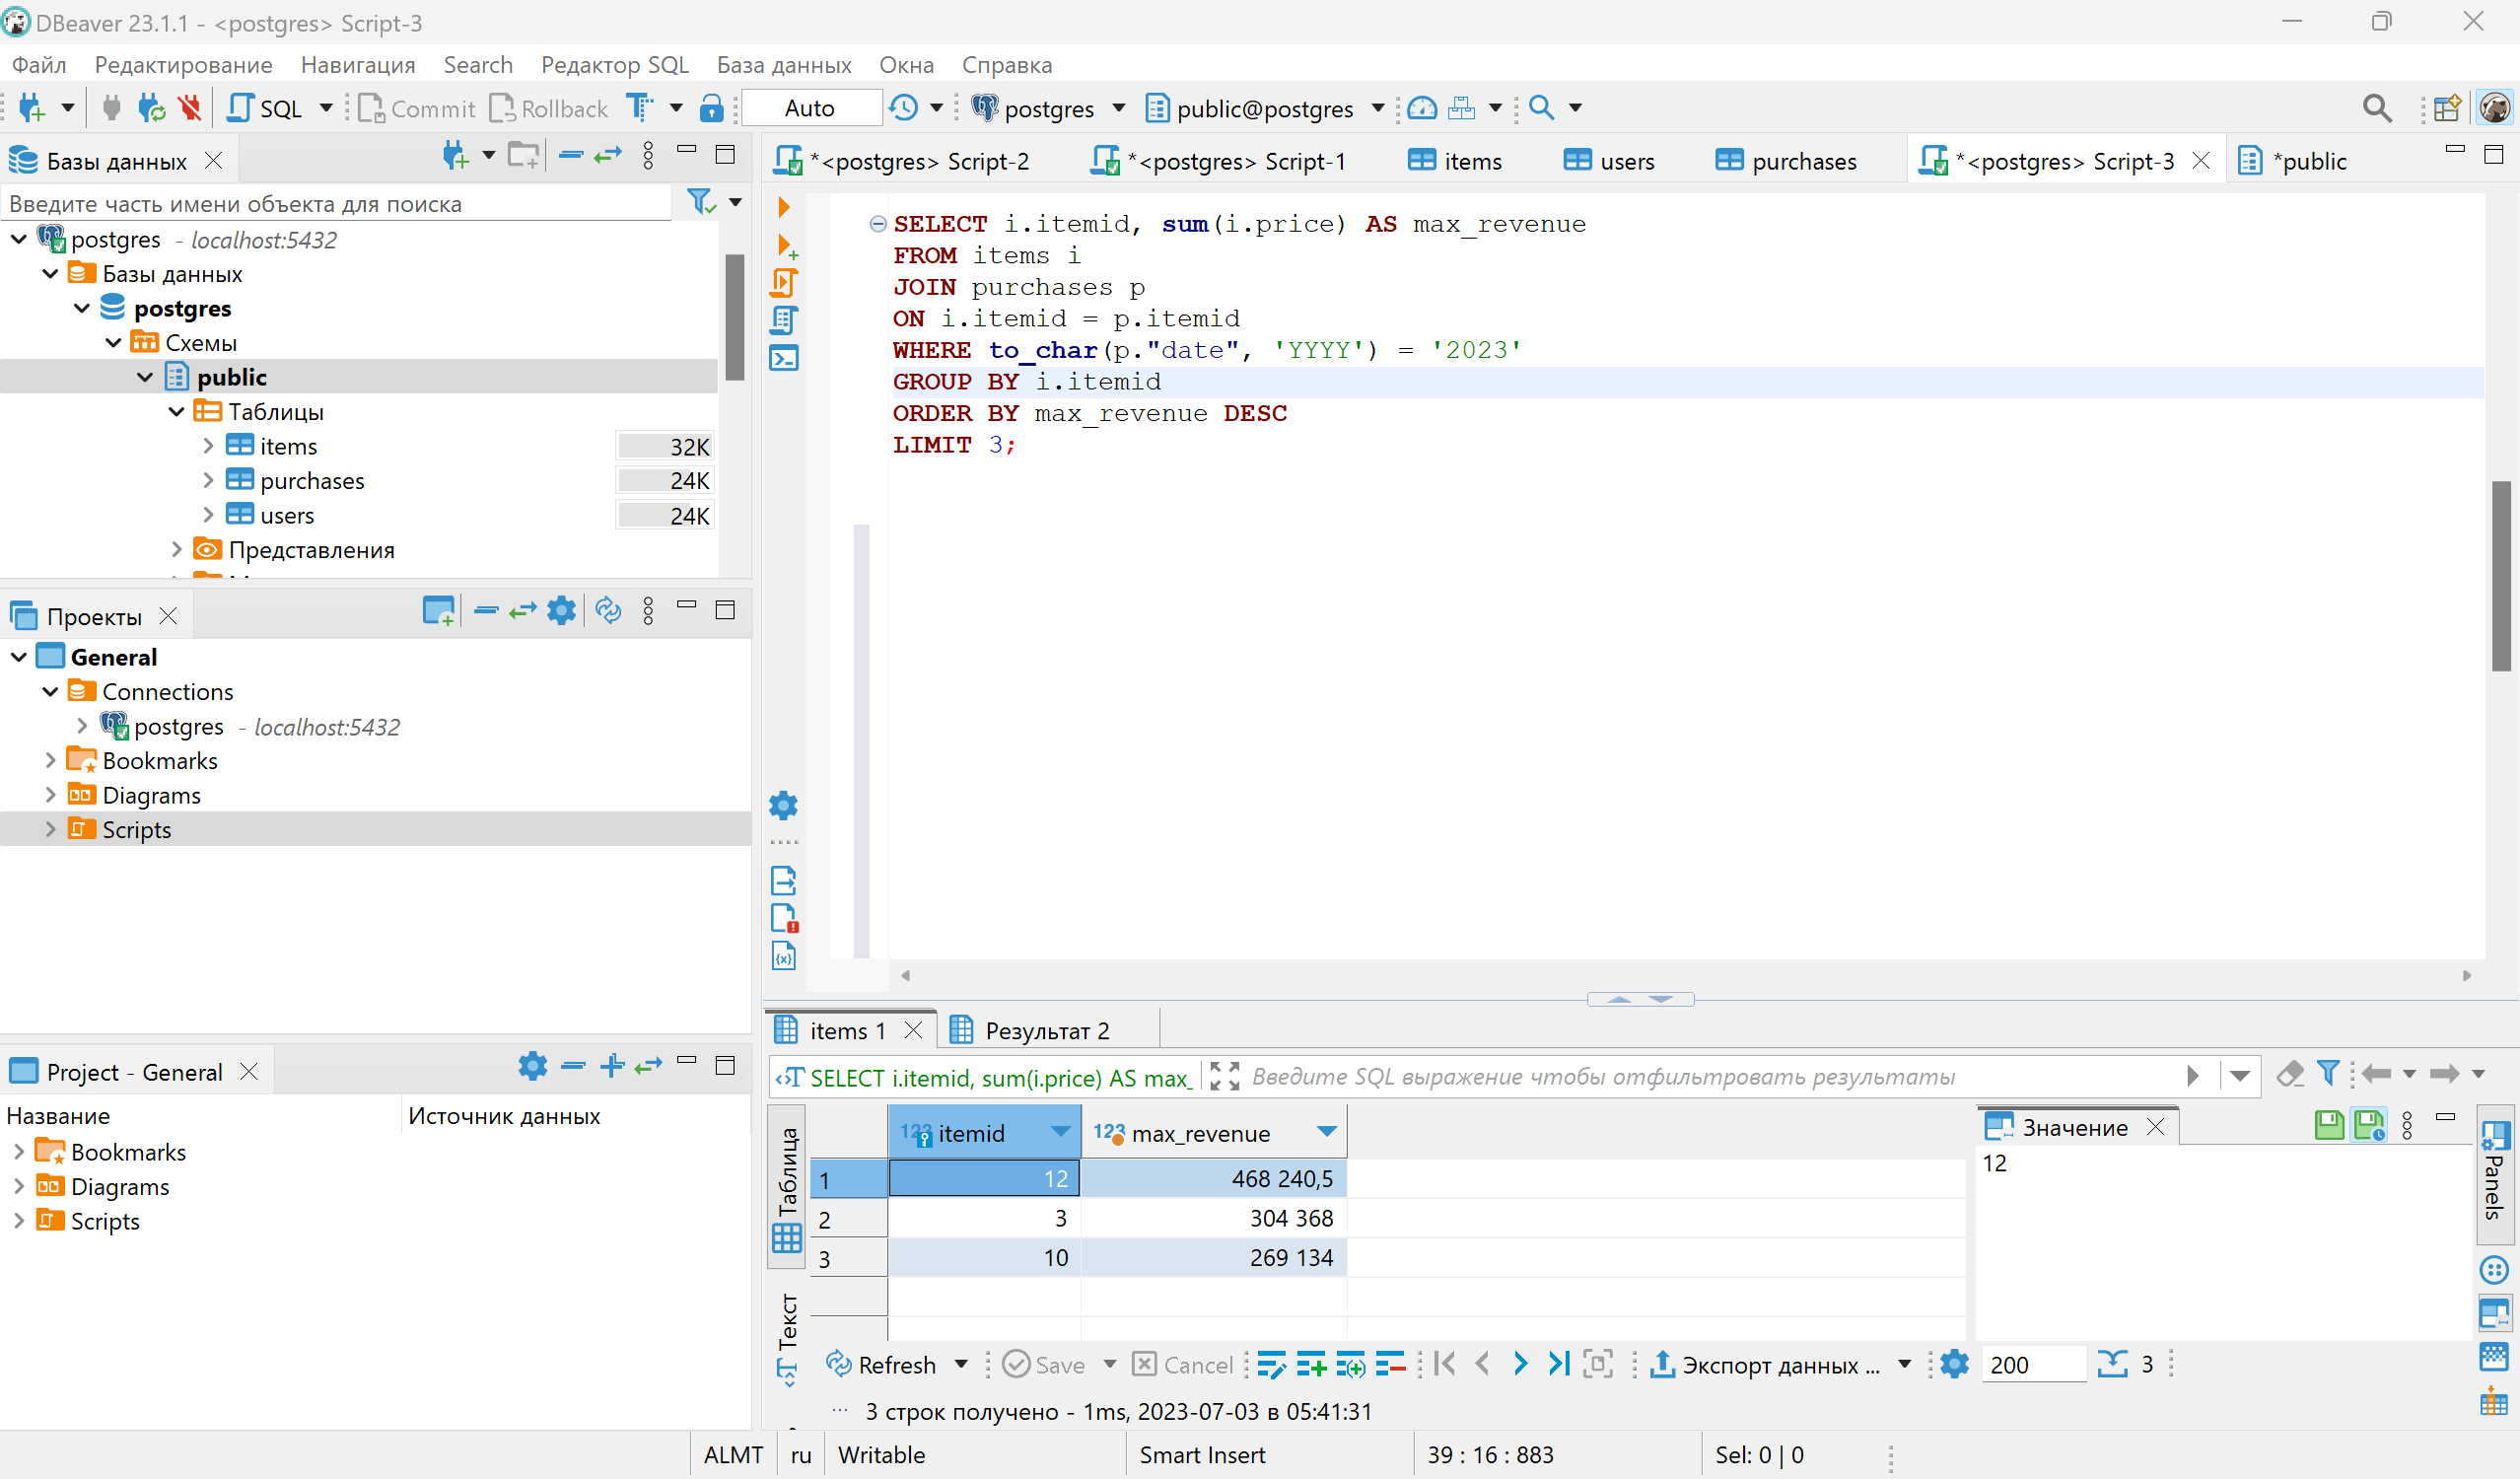 DBeaver 23.1.1 - <postgres> Script-3
Файл Редактирование Навигация Search Редактор SQL База данных Окна Справка
SQL Commit Rollback Auto postgres public@postgres
Базы данных
Введите часть имени объекта для поиска
postgres - localhost:5432
Базы данных
postgres
Схемы
public
Таблицы
items 32K
purchases 24K
users 24K
Представления
Проекты
General
Connections
postgres - localhost:5432
Bookmarks
Diagrams
Scripts
Project - General
Название Источник данных
Bookmarks
Diagrams
Scripts
*<postgres> Script-2 *<postgres> Script-1 items users purchases *<postgres> Script-3 *public
SELECT i.itemid, sum(i.price) AS max_revenue
FROM items i
JOIN purchases p
ON i.itemid = p.itemid
WHERE to_char(p."date", 'YYYY') = '2023'
GROUP BY i.itemid
ORDER BY max_revenue DESC
LIMIT 3;
items 1 Результат 2
SELECT i.itemid, sum(i.price) AS max_ Введите SQL выражение чтобы отфильтровать результаты
Таблица
Текст
123 itemid 123 max_revenue
1 12 468 240,5
2 3 304 368
3 10 269 134
Значение
12
Panels
Refresh Save Cancel Экспорт данных ... 200 3
3 строк получено - 1ms, 2023-07-03 в 05:41:31
ALMT ru Writable Smart Insert 39 : 16 : 883 Sel: 0 | 0